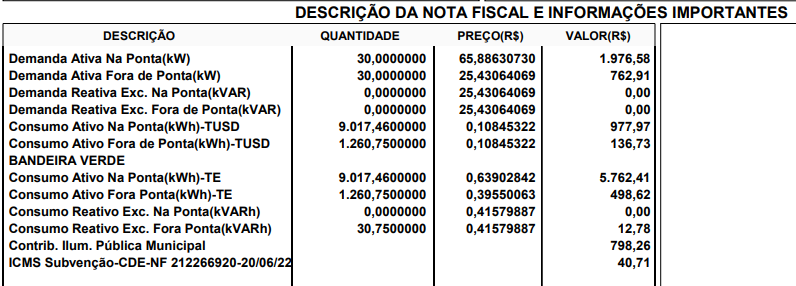 DESCRIÇÃO DA NOTA FISCAL E INFORMAÇÕES IMPORTANTES
DESCRIÇÃO QUANTIDADE PREÇO(R$) VALOR(R$)
Demanda Ativa Na Ponta(kW) 30,0000000 65,88630730 1.976,58
Demanda Ativa Fora de Ponta(kW) 30,0000000 25,43064069 762,91
Demanda Reativa Exc. Na Ponta(kVAR) 0,0000000 25,43064069 0,00
Demanda Reativa Exc. Fora de Ponta(kVAR) 0,0000000 25,43064069 0,00
Consumo Ativo Na Ponta(kWh)-TUSD 9.017,4600000 0,10845322 977,97
Consumo Ativo Fora de Ponta(kWh)-TUSD 1.260,7500000 0,10845322 136,73
BANDEIRA VERDE
Consumo Ativo Na Ponta(kWh)-TE 9.017,4600000 0,63902842 5.762,41
Consumo Ativo Fora Ponta(kWh)-TE 1.260,7500000 0,39550063 498,62
Consumo Reativo Exc. Na Ponta(kVARh) 0,0000000 0,41579887 0,00
Consumo Reativo Exc. Fora Ponta(kVARh) 30,7500000 0,41579887 12,78
Contrib. Ilum. Pública Municipal 798,26
ICMS Subvenção-CDE-NF 212266920-20/06/22 40,71